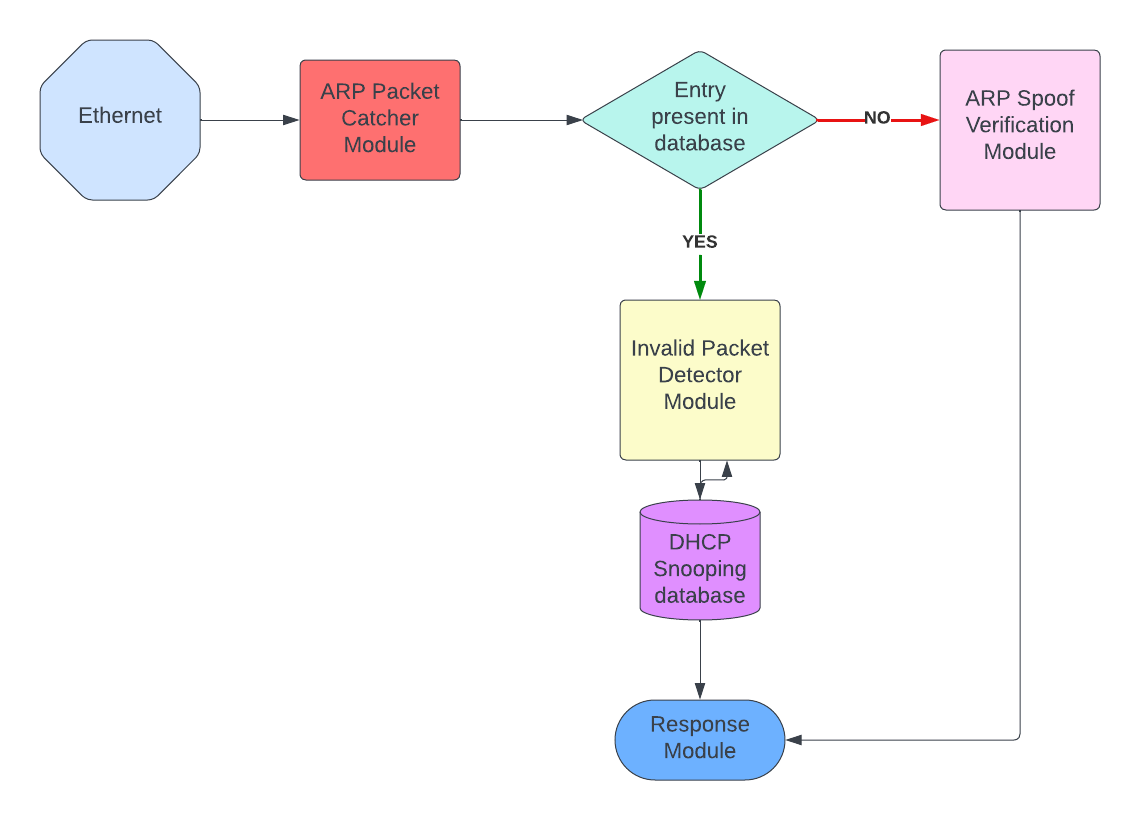 Ethernet
ARP Packet
Catcher
Module
Entry
present in
database
NO
ARP Spoof
Verification
Module
YES
Invalid Packet
Detector
Module
DHCP
Snooping
database
Response
Module